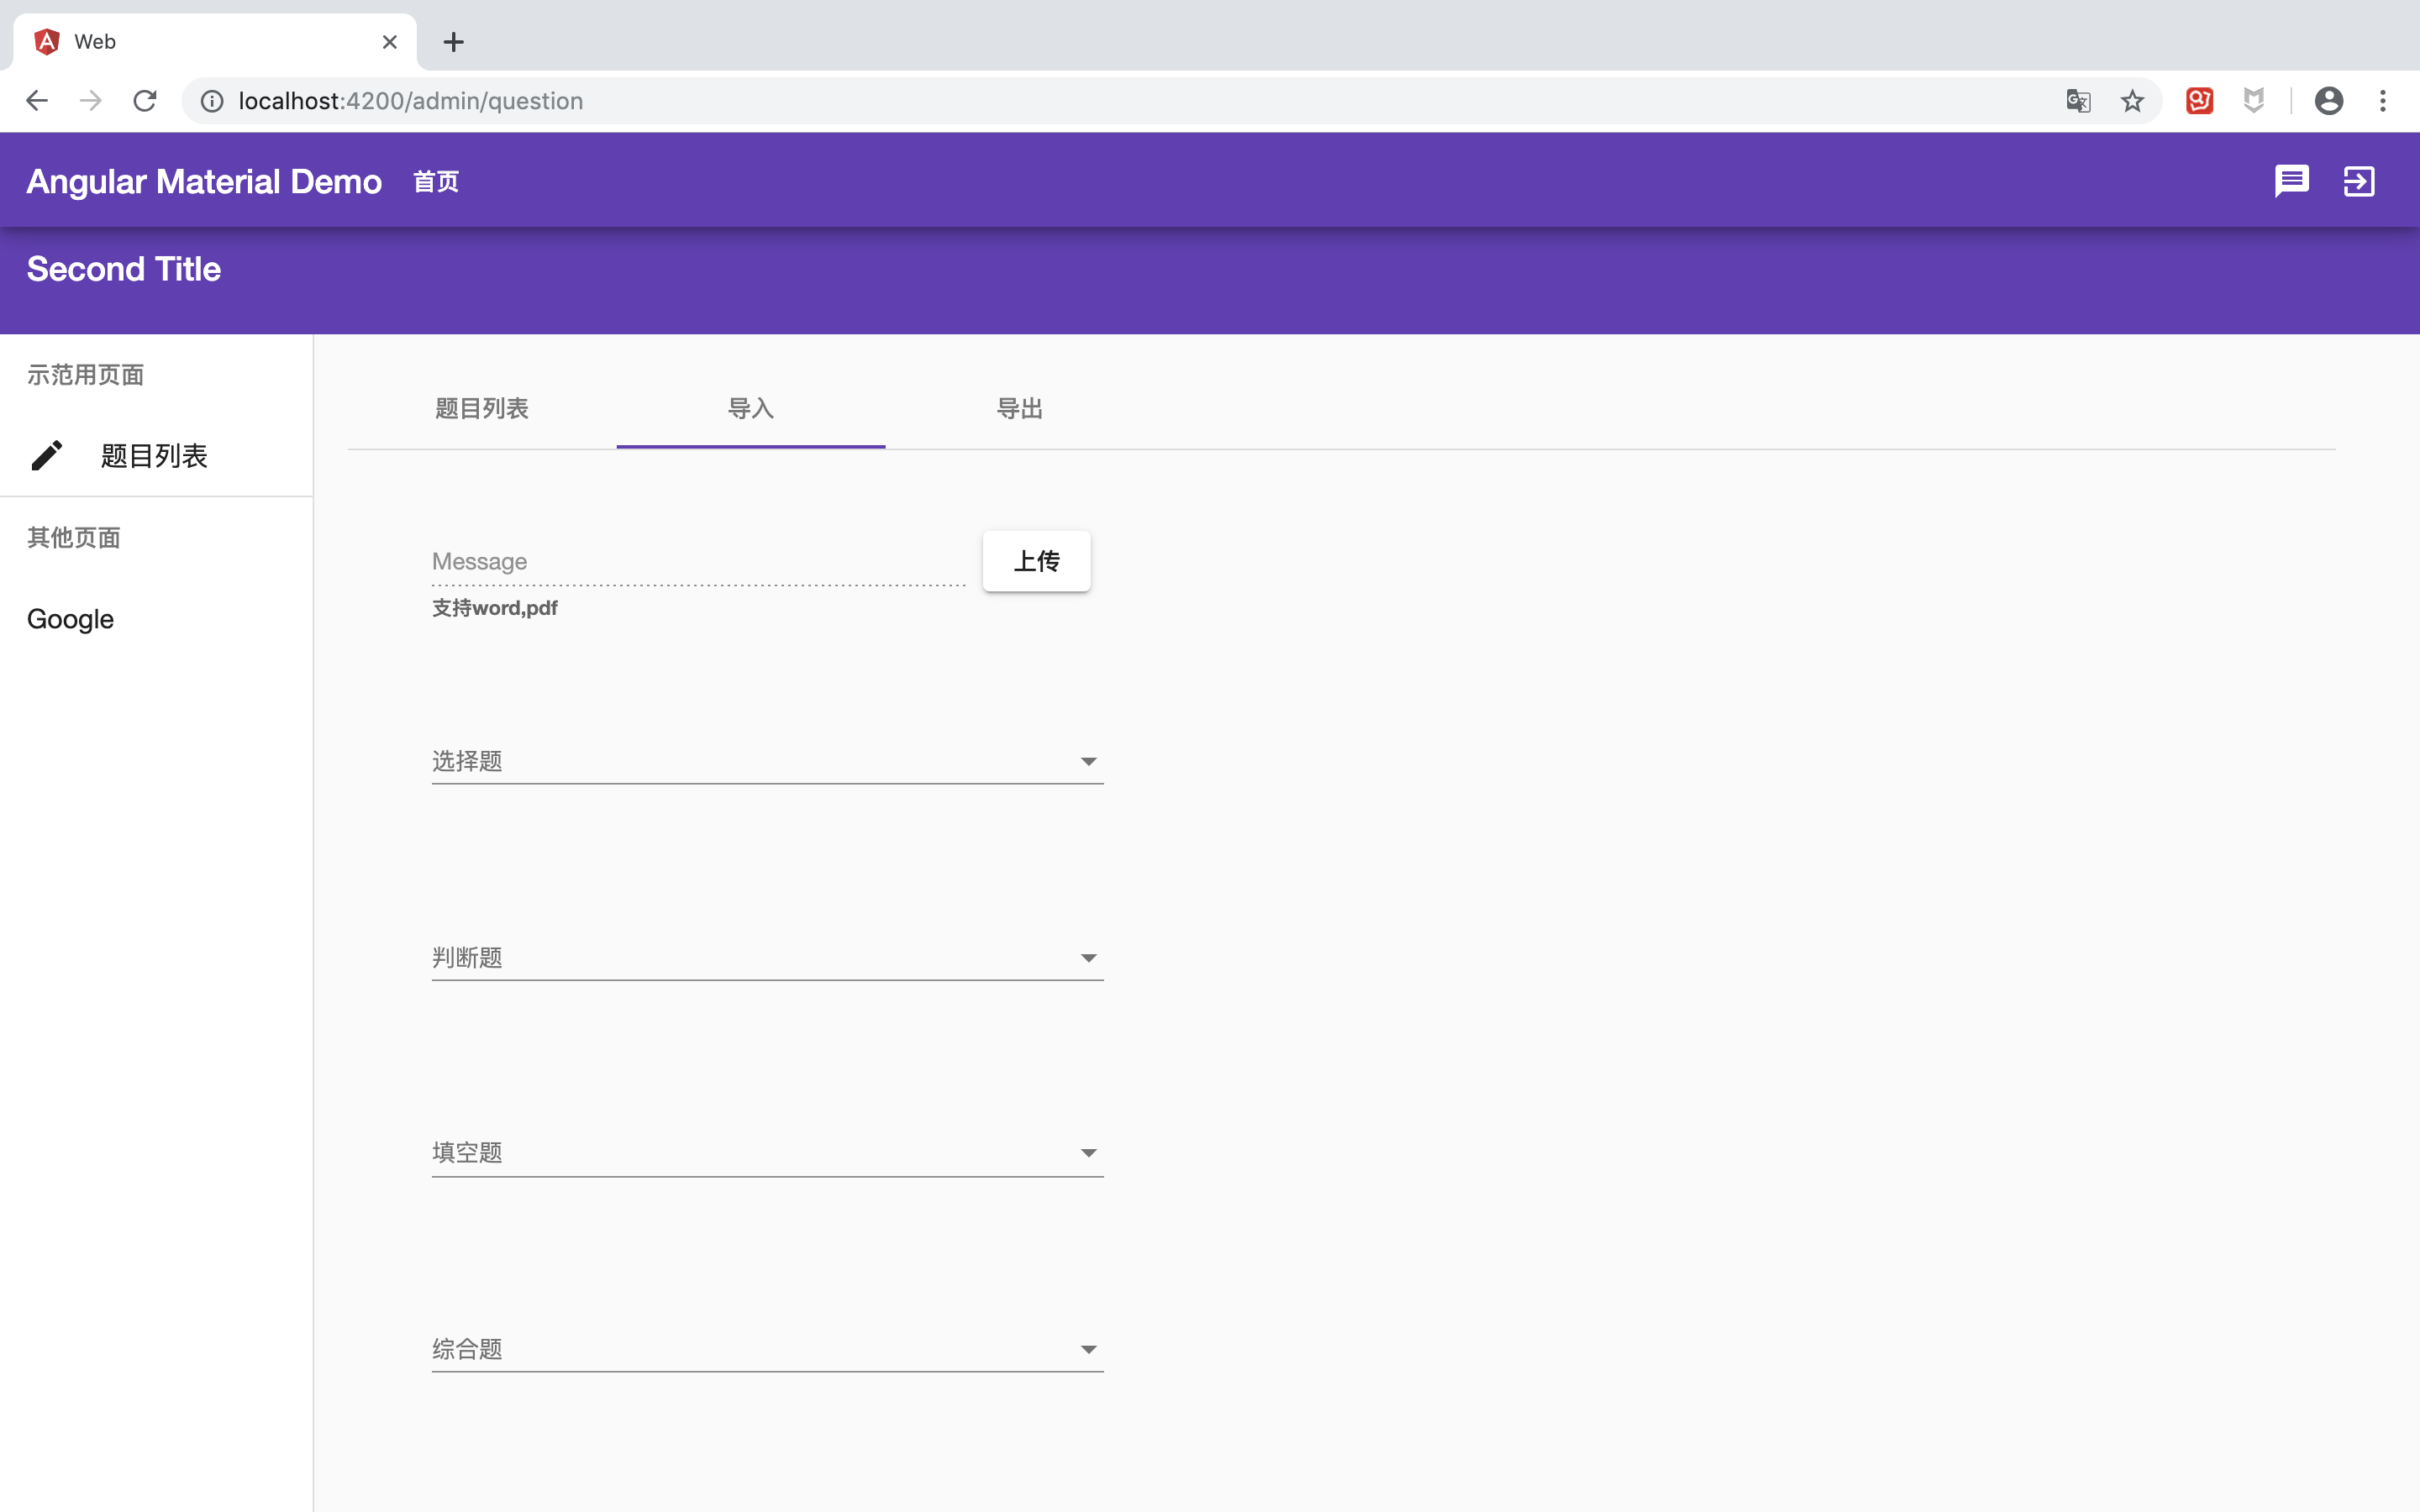 Web
localhost:4200/admin/question
Angular Material Demo 首页
Second Title
示范用页面
题目列表
其他页面
Google
题目列表 导入 导出
Message 上传
支持word,pdf
选择题
判断题
填空题
综合题